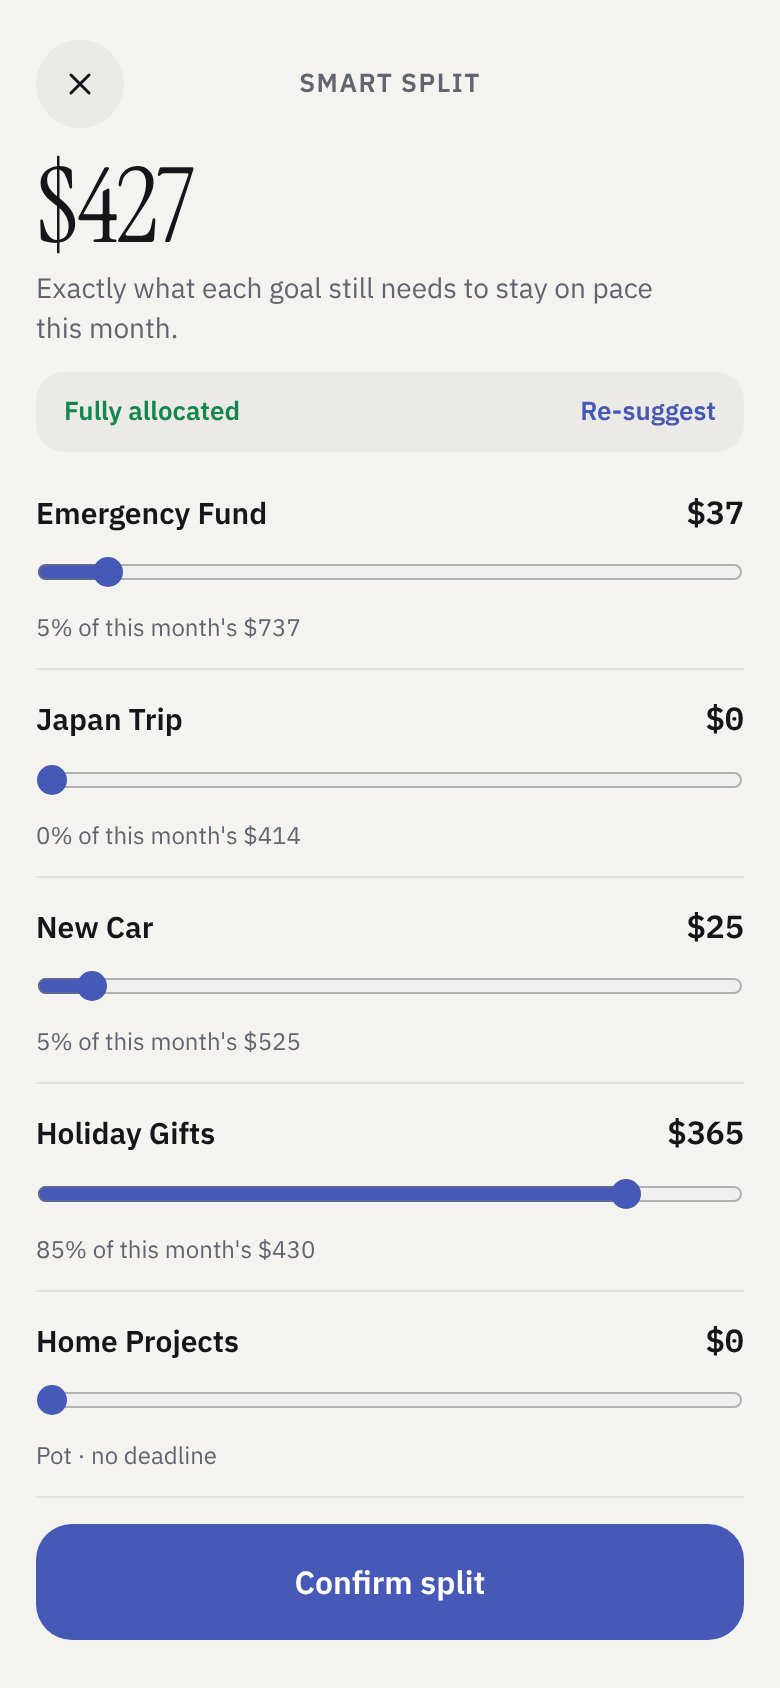 SMART SPLIT
$427
Exactly what each goal still needs to stay on pace
this month.
Fully allocated Re-suggest
Emergency Fund $37
5% of this month's $737
Japan Trip $0
0% of this month's $414
New Car $25
5% of this month's $525
Holiday Gifts $365
85% of this month's $430
Home Projects $0
Pot · no deadline
Confirm split